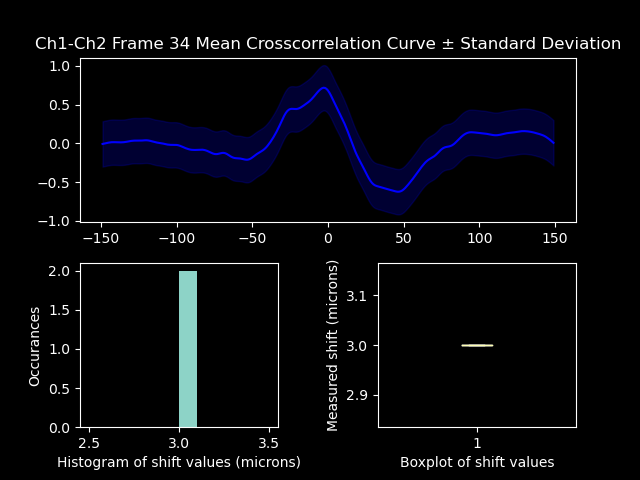 Ch1-Ch2 Frame 34 Mean Crosscorrelation Curve ± Standard Deviation
1.0
0.5
0.0
−0.5
−1.0
−150 −100 −50 0 50 100 150
Occurances
2.0
1.5
1.0
0.5
0.0
2.5 3.0 3.5
Histogram of shift values (microns)
Measured shift (microns)
3.1
3.0
2.9
1
Boxplot of shift values